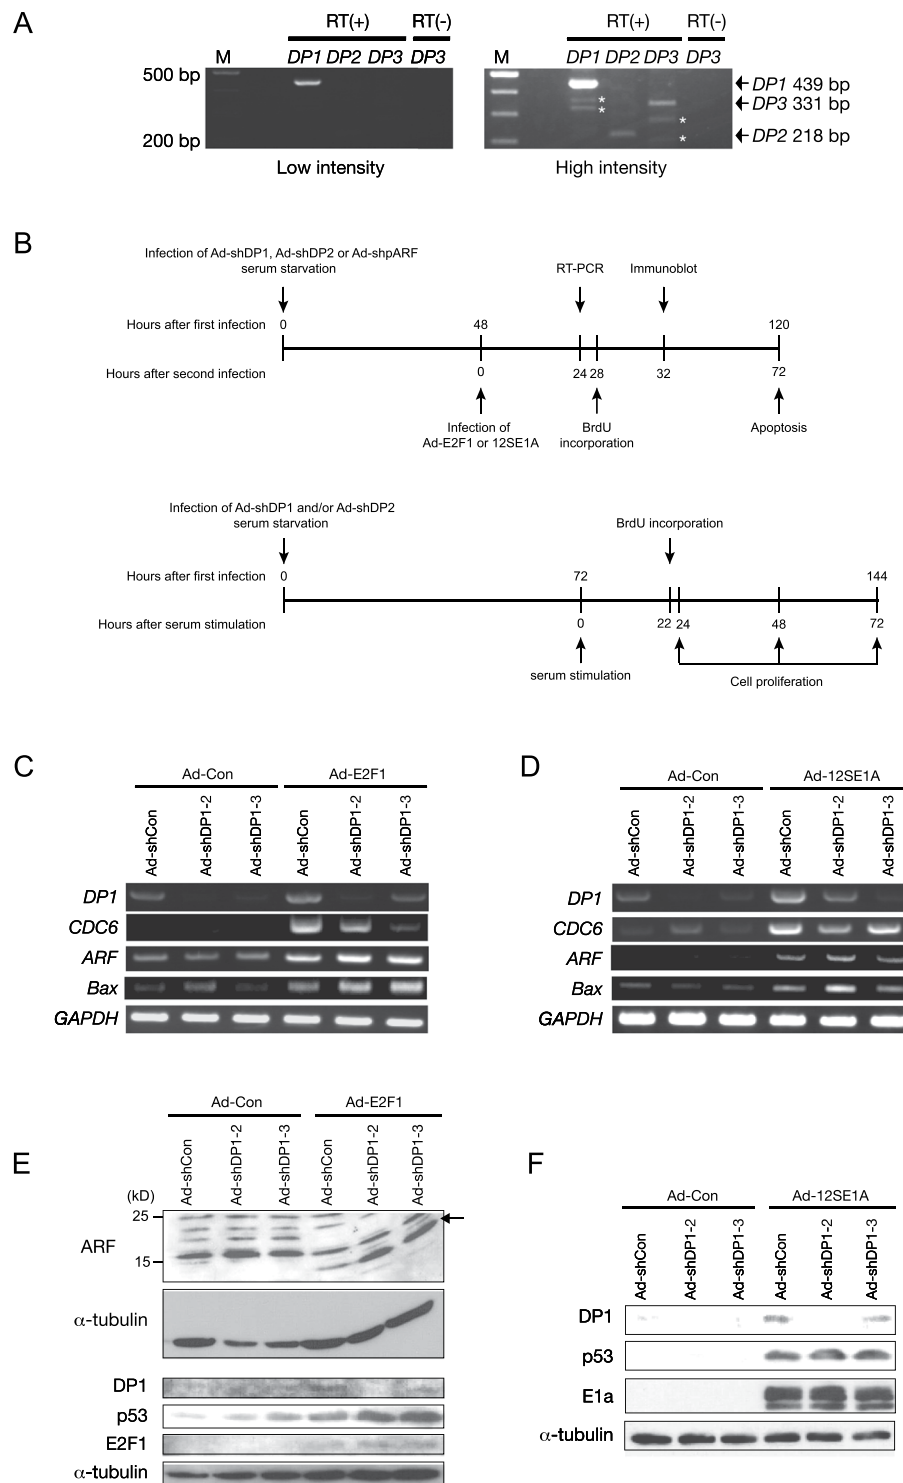 A
RT(+) RT(-)
M DP1 DP2 DP3 DP3
500 bp
200 bp
Low intensity
RT(+) RT(-)
M DP1 DP2 DP3 DP3
*
*
*
*
DP1 439 bp
DP3 331 bp
DP2 218 bp
High intensity
B
Infection of Ad-shDP1, Ad-shDP2 or Ad-shpARF
serum starvation
RT-PCR Immunoblot
Hours after first infection 0 48 120
Hours after second infection 0 24 28 32 72
Infection of
Ad-E2F1 or 12SE1A
BrdU
incorporation
Apoptosis
Infection of Ad-shDP1 and/or Ad-shDP2
serum starvation
BrdU incorporation
Hours after first infection 0 72 144
Hours after serum stimulation 0 22 24 48 72
serum stimulation
Cell proliferation
C
Ad-Con Ad-E2F1
Ad-shCon Ad-shDP1-2 Ad-shDP1-3 Ad-shCon Ad-shDP1-2 Ad-shDP1-3
DP1
CDC6
ARF
Bax
GAPDH
D
Ad-Con Ad-12SE1A
Ad-shCon Ad-shDP1-2 Ad-shDP1-3 Ad-shCon Ad-shDP1-2 Ad-shDP1-3
DP1
CDC6
ARF
Bax
GAPDH
E
Ad-Con Ad-E2F1
Ad-shCon Ad-shDP1-2 Ad-shDP1-3 Ad-shCon Ad-shDP1-2 Ad-shDP1-3
(kD)
25
ARF
15
α-tubulin
DP1
p53
E2F1
α-tubulin
F
Ad-Con Ad-12SE1A
Ad-shCon Ad-shDP1-2 Ad-shDP1-3 Ad-shCon Ad-shDP1-2 Ad-shDP1-3
DP1
p53
E1a
α-tubulin